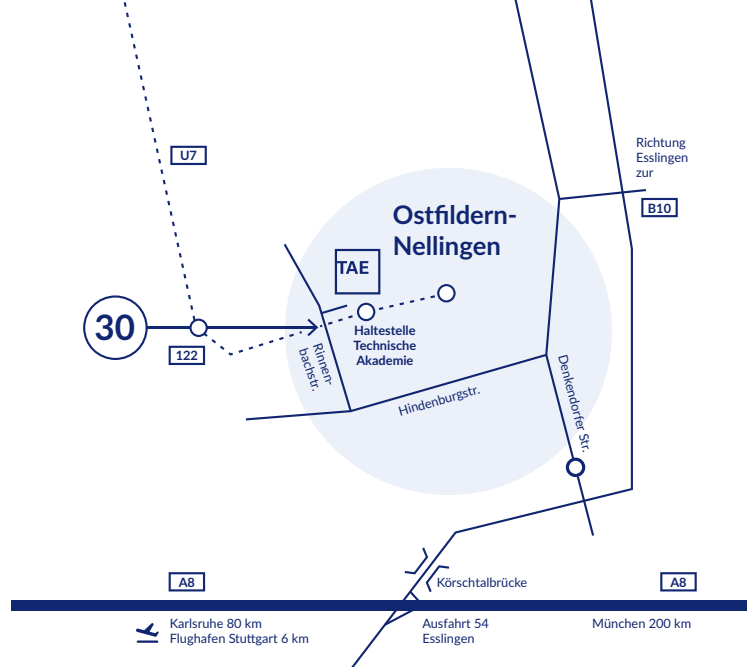 U7
Richtung
Esslingen
zur
B10
Ostfildern-
Nellingen
TAE
30
122
Haltestelle
Technische
Akademie
Rinnen-
bachstr.
Hindenburgstr.
Denkendorfer Str.
A8
Körschtalbrücke
A8
Karlsruhe 80 km
Flughafen Stuttgart 6 km
Ausfahrt 54
Esslingen
München 200 km